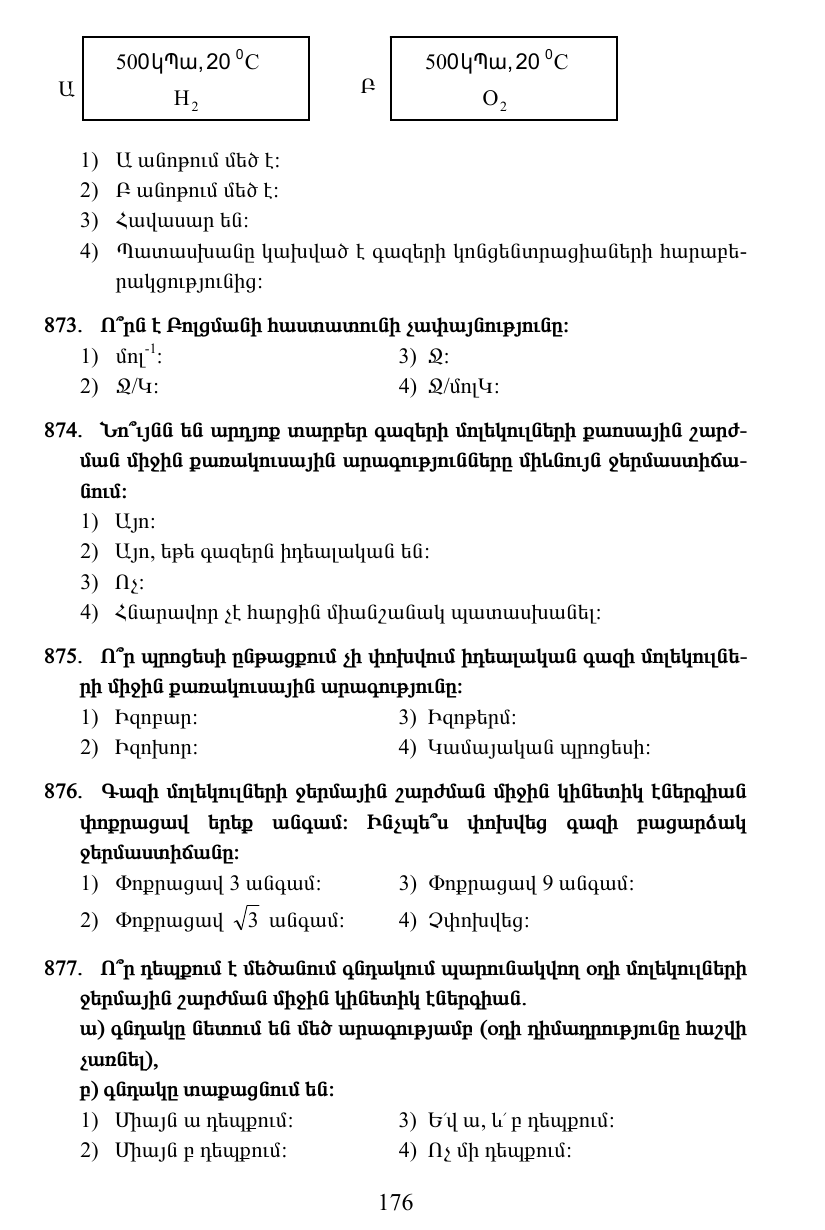 500կՊա, 20 ⁰C
H₂
Ա
500կՊա, 20 ⁰C
O₂
Բ
1) Ա անոթում մեծ է:
2) Բ անոթում մեծ է:
3) Հավասար են:
4) Պատասխանը կախված է գազերի կոնցենտրացիաների հարաբե-
րակցությունից:
873. Ո՞րն է Բոլցմանի հաստատունի չափայնությունը:
1) մոլ⁻¹: 3) Ջ:
2) Ջ/Կ: 4) Ջ/մոլԿ:
874. Նո՞ւյնն են արդյոք տարբեր գազերի մոլեկուլների քաոսային շարժ-
ման միջին քառակուսային արագությունները միևնույն ջերմաստիճա-
նում:
1) Այո:
2) Այո, եթե գազերն իդեալական են:
3) Ոչ:
4) Հնարավոր չէ հարցին միանշանակ պատասխանել:
875. Ո՞ր պրոցեսի ընթացքում չի փոխվում իդեալական գազի մոլեկուլնե-
րի միջին քառակուսային արագությունը:
1) Իզոբար: 3) Իզոթերմ:
2) Իզոխոր: 4) Կամայական պրոցեսի:
876. Գազի մոլեկուլների ջերմային շարժման միջին կինետիկ էներգիան
փոքրացավ երեք անգամ: Ինչպե՞ս փոխվեց գազի բացարձակ
ջերմաստիճանը:
1) Փոքրացավ 3 անգամ: 3) Փոքրացավ 9 անգամ:
2) Փոքրացավ √3 անգամ: 4) Չփոխվեց:
877. Ո՞ր դեպքում է մեծանում գնդակում պարունակվող օդի մոլեկուլների
ջերմային շարժման միջին կինետիկ էներգիան.
ա) գնդակը նետում են մեծ արագությամբ (օդի դիմադրությունը հաշվի
չառնել),
բ) գնդակը տաքացնում են:
1) Միայն ա դեպքում: 3) Ե՛վ ա, և՛ բ դեպքում:
2) Միայն բ դեպքում: 4) Ոչ մի դեպքում:
176